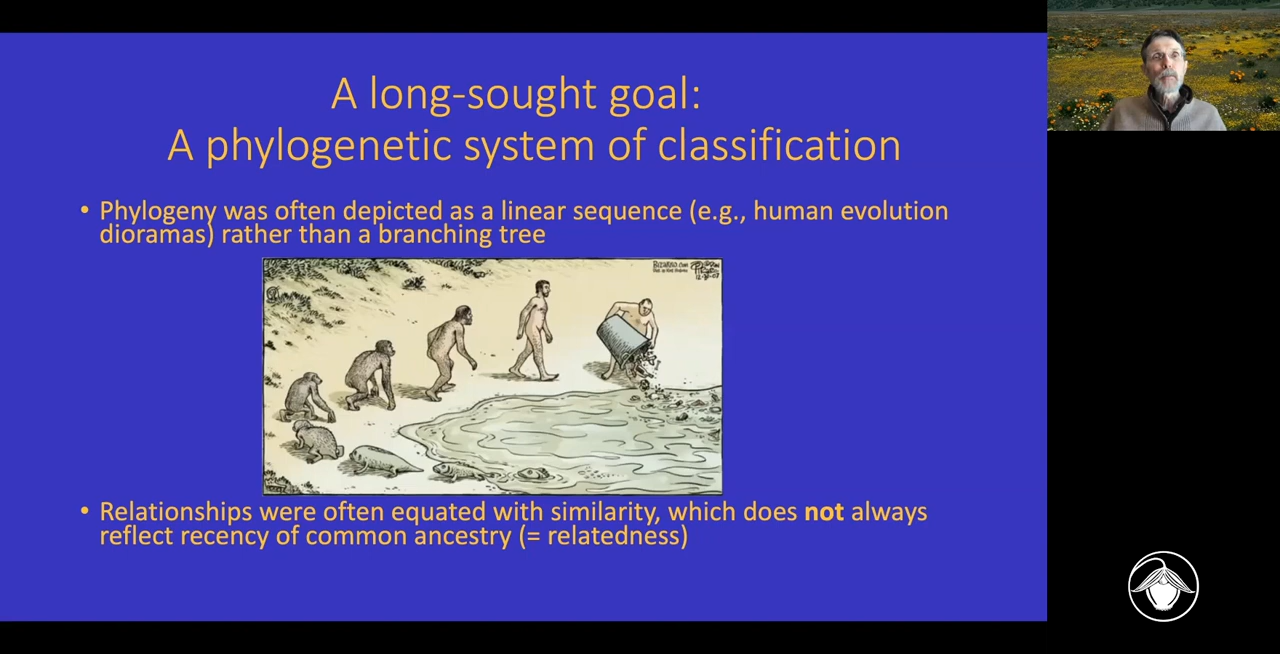 A long-sought goal:
A phylogenetic system of classification
• Phylogeny was often depicted as a linear sequence (e.g., human evolution
dioramas) rather than a branching tree
• Relationships were often equated with similarity, which does not always
reflect recency of common ancestry (= relatedness)